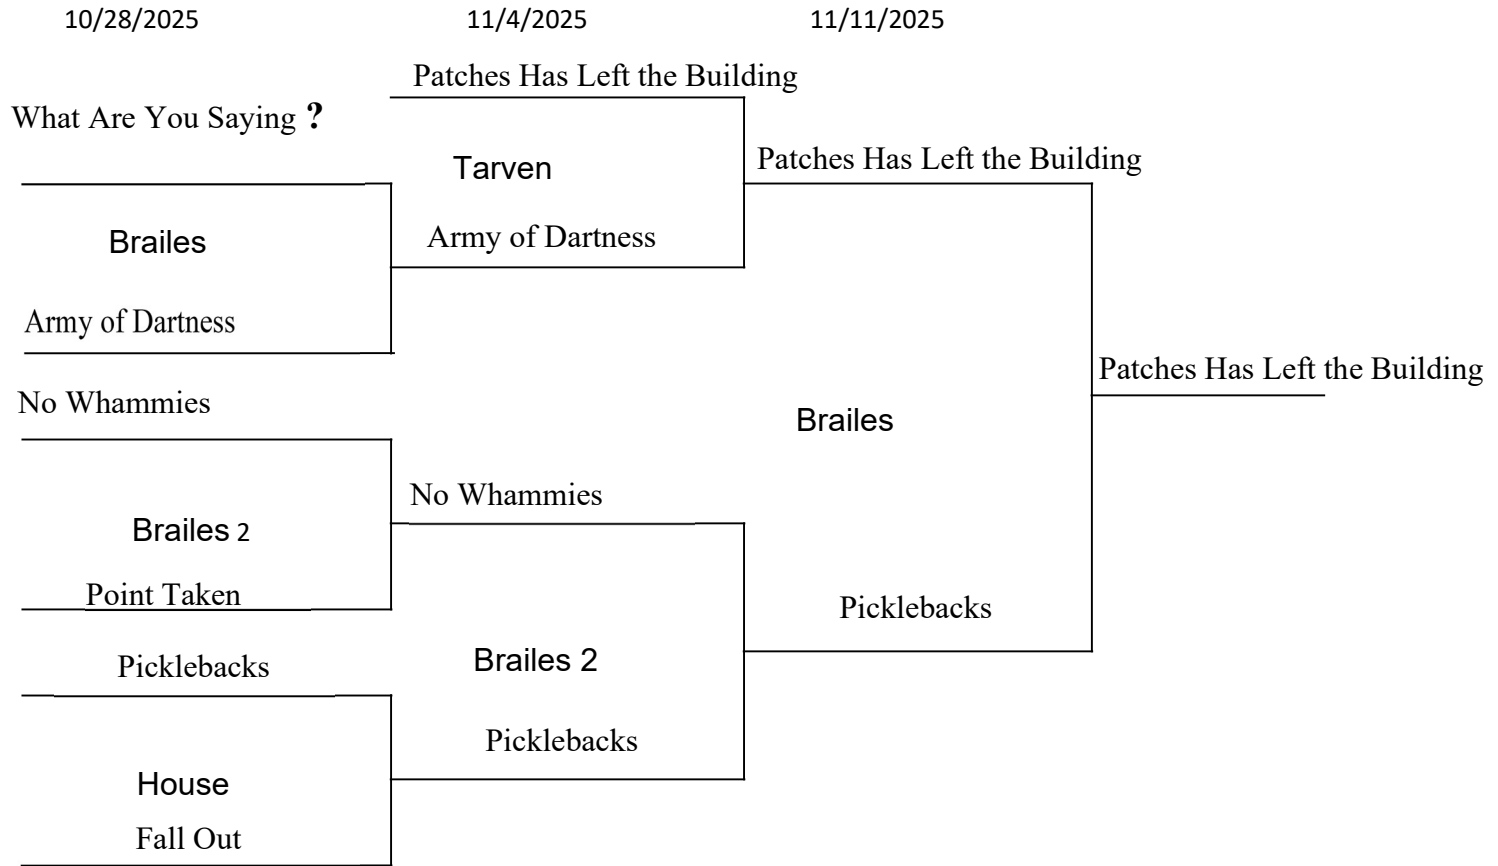 10/28/2025 11/4/2025 11/11/2025
Patches Has Left the Building
What Are You Saying ?
Tarven
Patches Has Left the Building
Brailes
Army of Dartness
Army of Dartness
Patches Has Left the Building
No Whammies
Brailes
No Whammies
Brailes 2
Point Taken
Picklebacks
Picklebacks
Brailes 2
Picklebacks
House
Fall Out